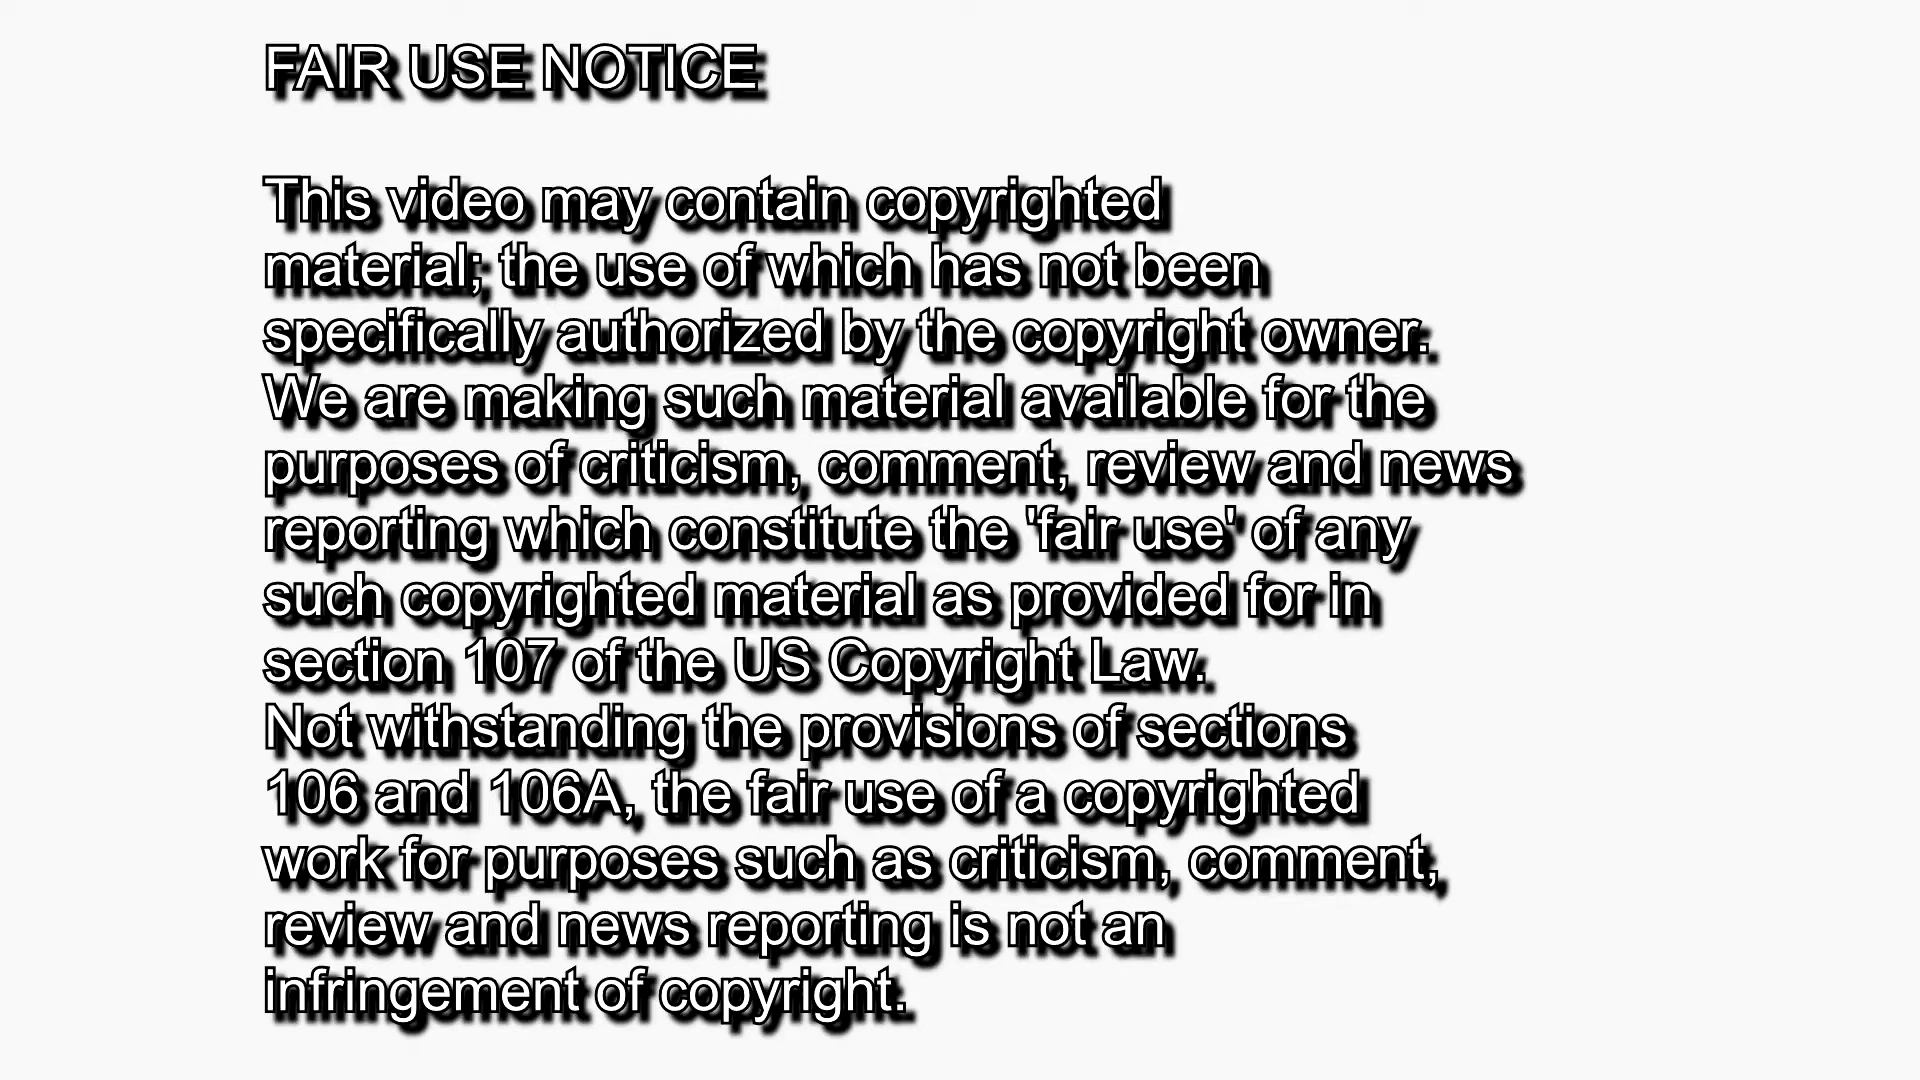 FAIR USE NOTICE
This video may contain copyrighted
material; the use of which has not been
specifically authorized by the copyright owner.
We are making such material available for the
purposes of criticism, comment, review and news
reporting which constitute the 'fair use' of any
such copyrighted material as provided for in
section 107 of the US Copyright Law.
Not withstanding the provisions of sections
106 and 106A, the fair use of a copyrighted
work for purposes such as criticism, comment,
review and news reporting is not an
infringement of copyright.